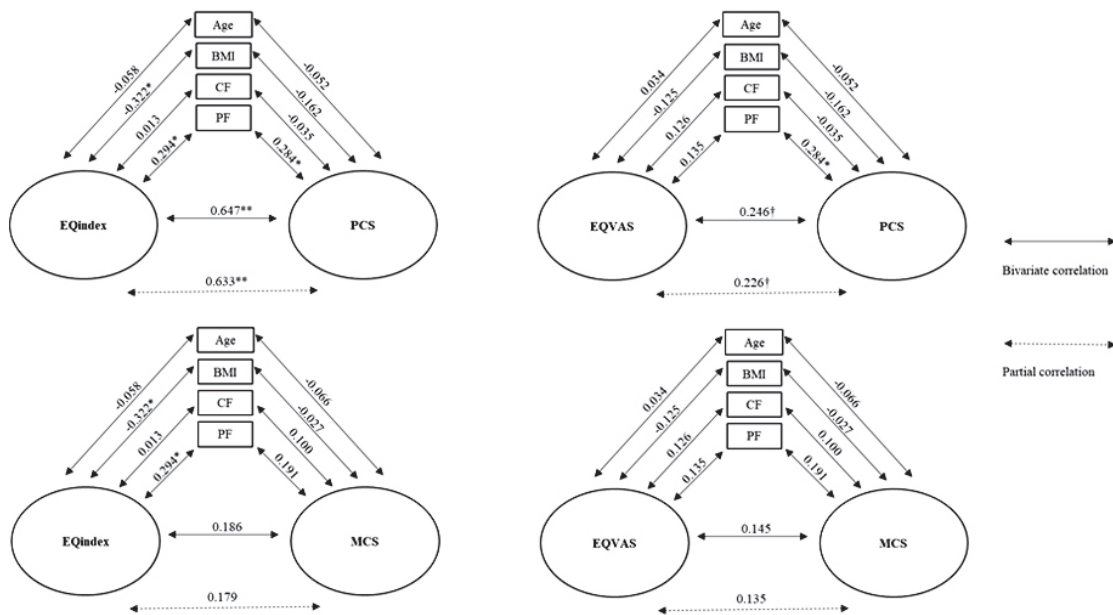 Age
BMI
CF
PF
-0.058
-0.322*
0.013
0.294*
-0.052
-0.162
-0.035
0.284*
EQindex
0.647**
PCS
0.633**
Age
BMI
CF
PF
0.034
-0.125
0.126
0.135
-0.052
-0.162
-0.035
0.284*
EQVAS
0.246†
PCS
0.226†
Bivariate correlation
Partial correlation
Age
BMI
CF
PF
-0.058
-0.322*
0.013
0.294*
-0.066
-0.027
0.100
0.191
EQindex
0.186
MCS
0.179
Age
BMI
CF
PF
0.034
-0.125
0.126
0.135
-0.066
-0.027
0.100
0.191
EQVAS
0.145
MCS
0.135